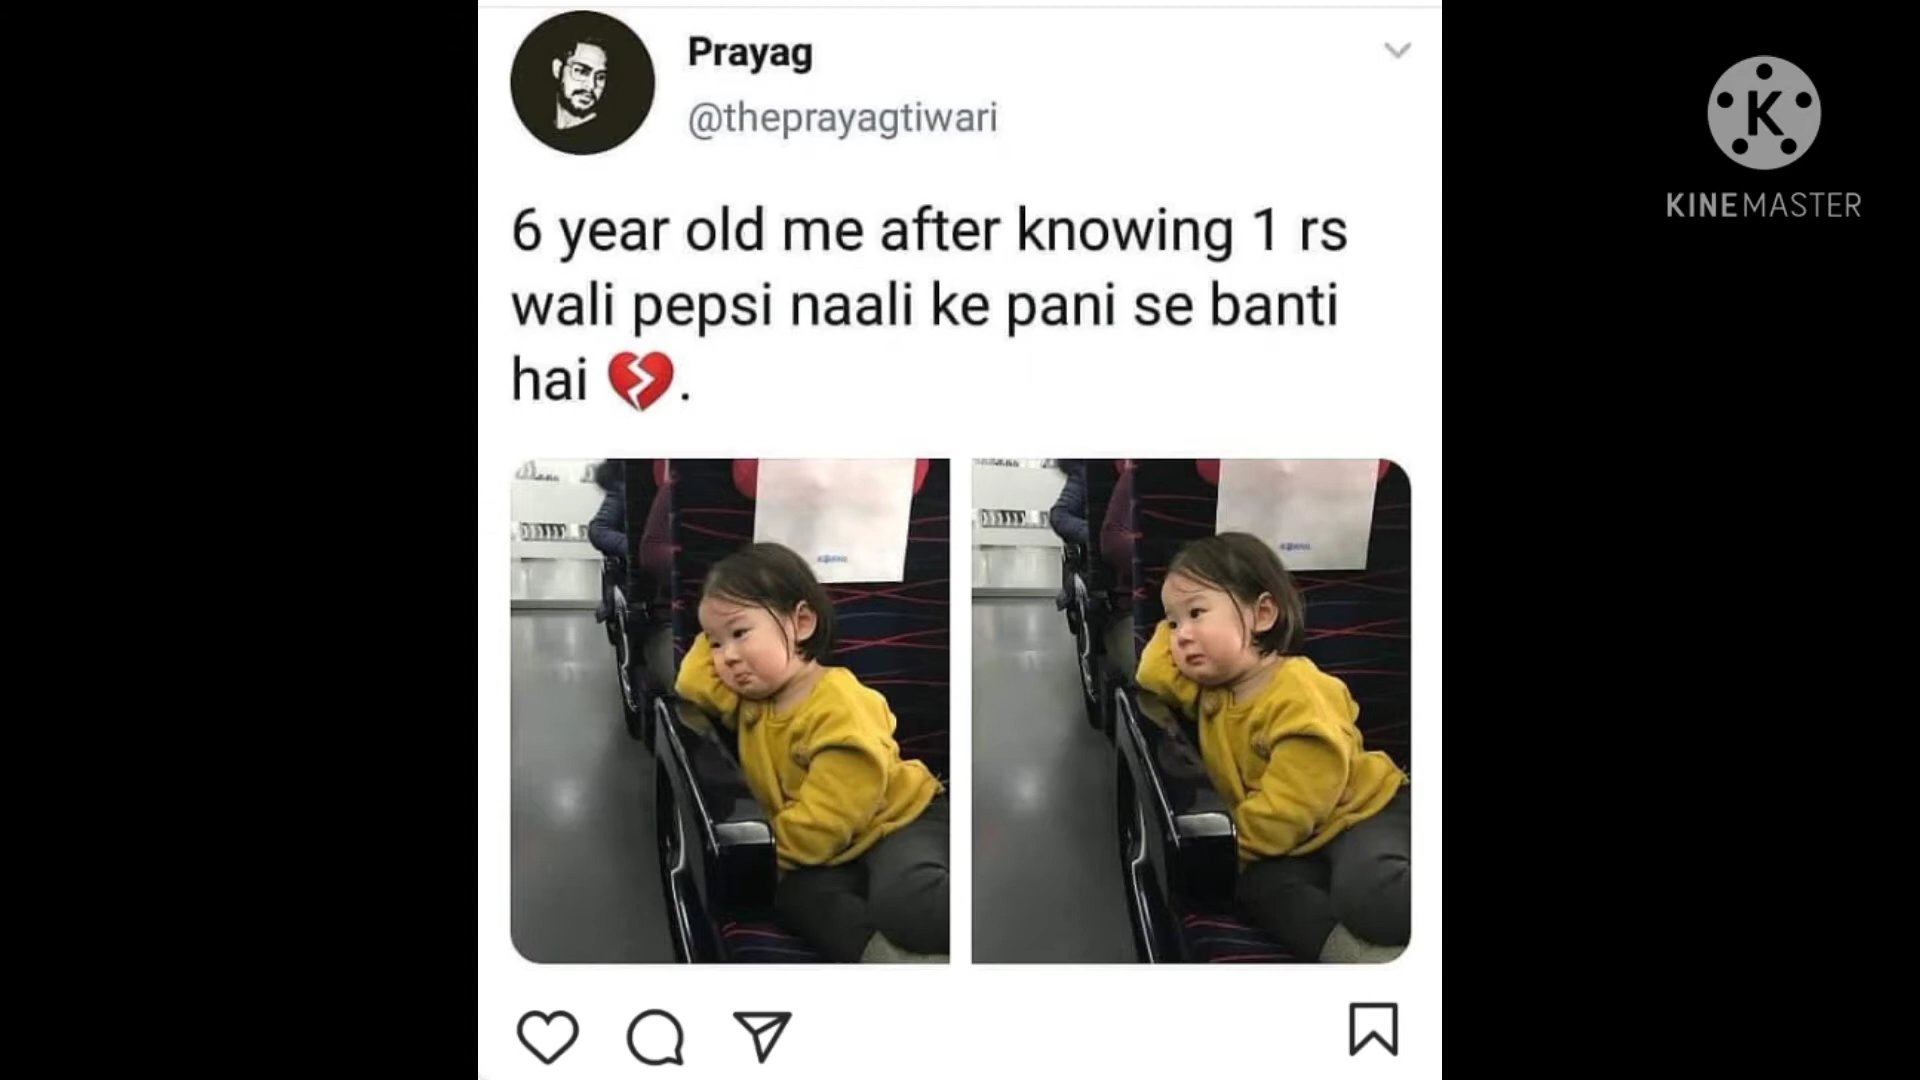 Prayag
@theprayagtiwari
K
KINEMASTER
6 year old me after knowing 1 rs
wali pepsi naali ke pani se banti
hai 💔.